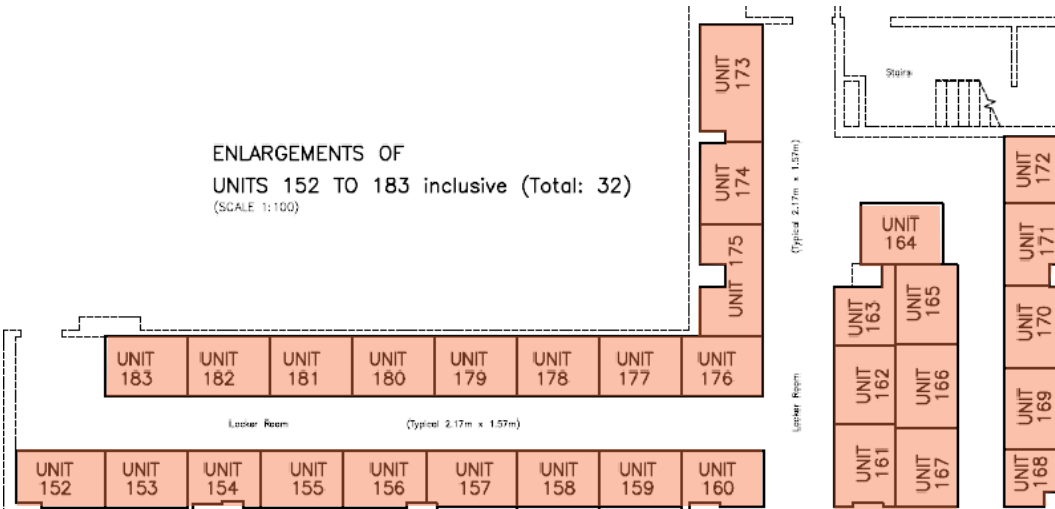 ENLARGEMENTS OF
UNITS 152 TO 183 inclusive (Total: 32)
(SCALE 1:100)
UNIT
173
UNIT
174
UNIT 175
(Typical 2.17m x 1.57m)
Stairs
UNIT
172
UNIT
171
UNIT
170
UNIT
169
UNIT
168
UNIT
164
UNIT
163
UNIT
165
UNIT
162
UNIT
166
UNIT
161
UNIT
167
Locker Room
UNIT
183
UNIT
182
UNIT
181
UNIT
180
UNIT
179
UNIT
178
UNIT
177
UNIT
176
Locker Room
(Typical 2.17m x 1.57m)
UNIT
152
UNIT
153
UNIT
154
UNIT
155
UNIT
156
UNIT
157
UNIT
158
UNIT
159
UNIT
160